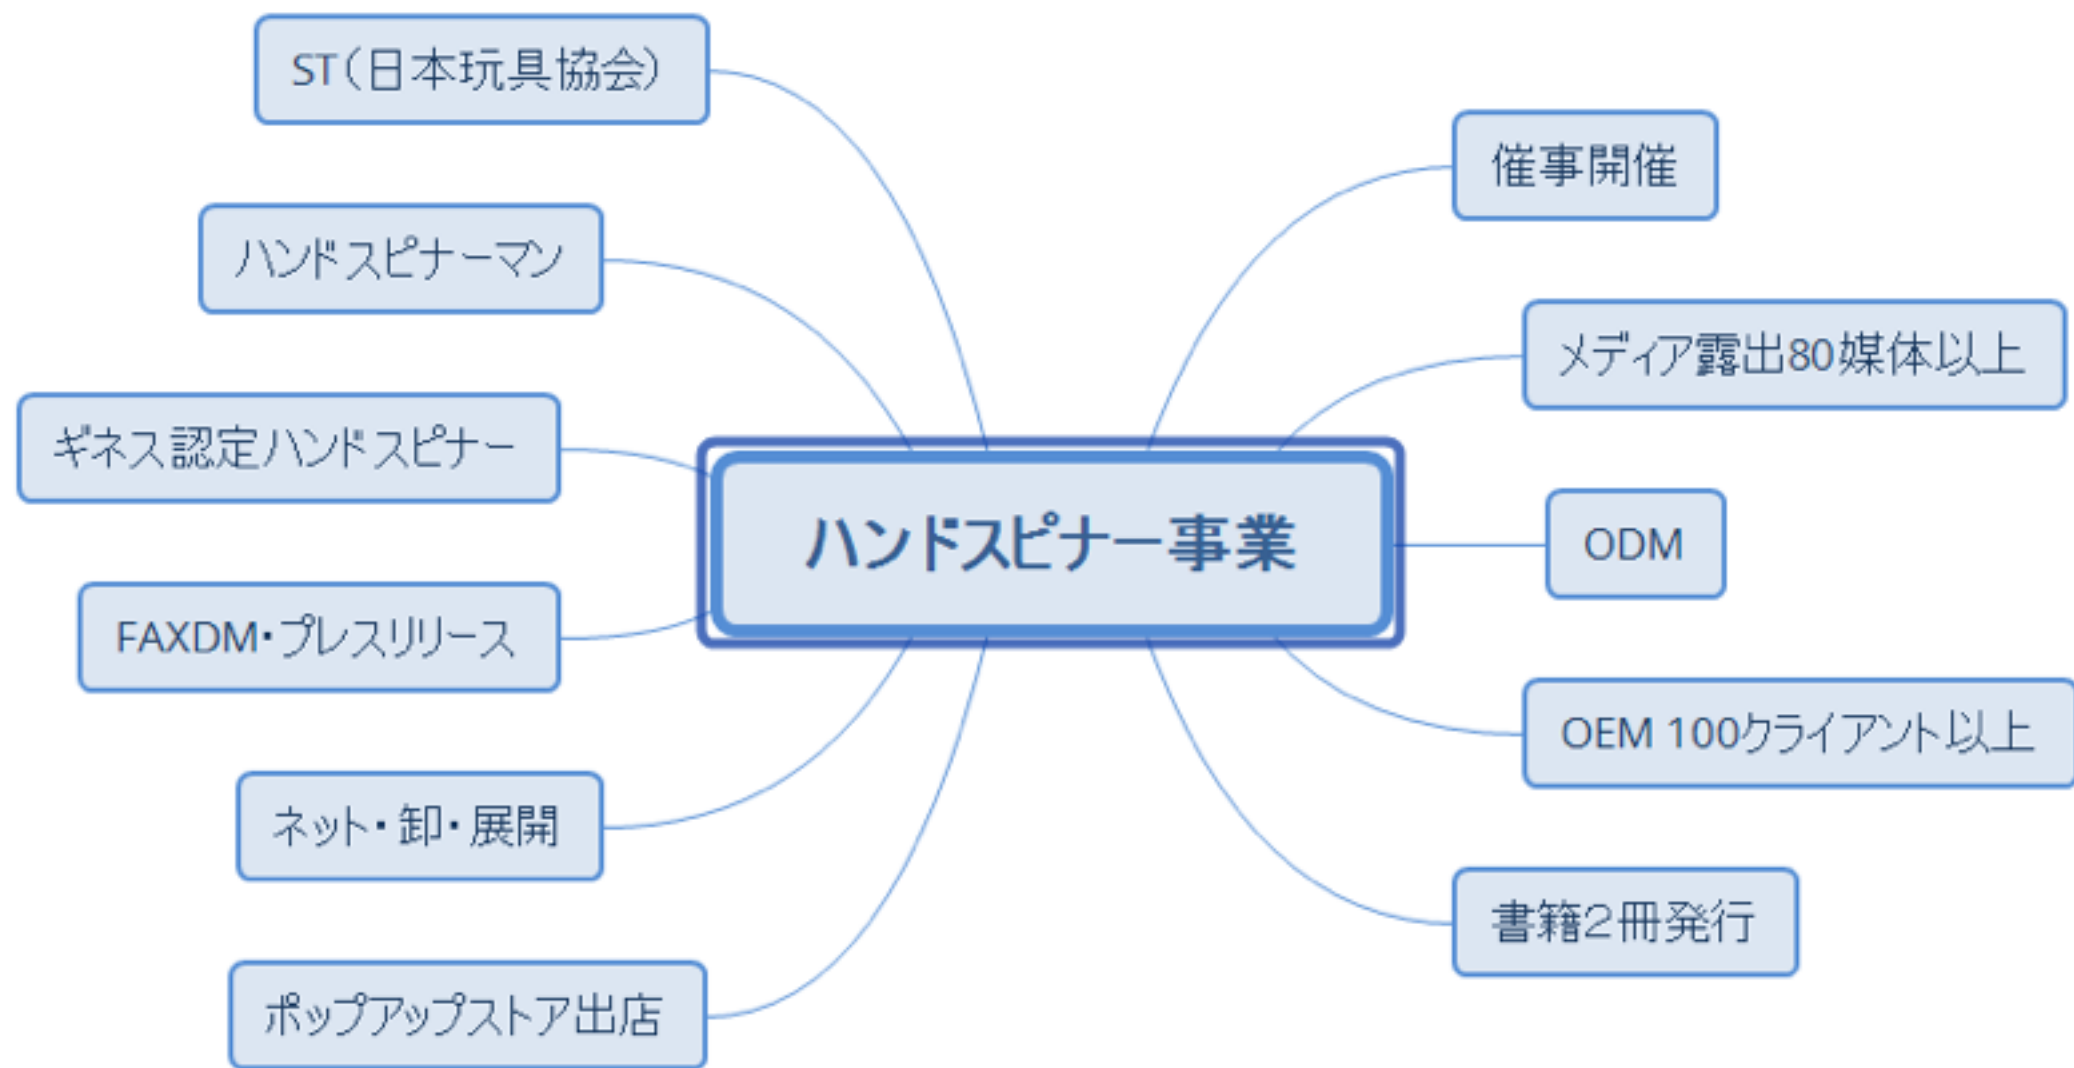 ST（日本玩具協会）
ハンドスピナーマン
ギネス認定ハンドスピナー
FAXDM・プレスリリース
ネット・卸・展開
ポップアップストア出店
ハンドスピナー事業
催事開催
メディア露出80媒体以上
ODM
OEM 100クライアント以上
書籍２冊発行